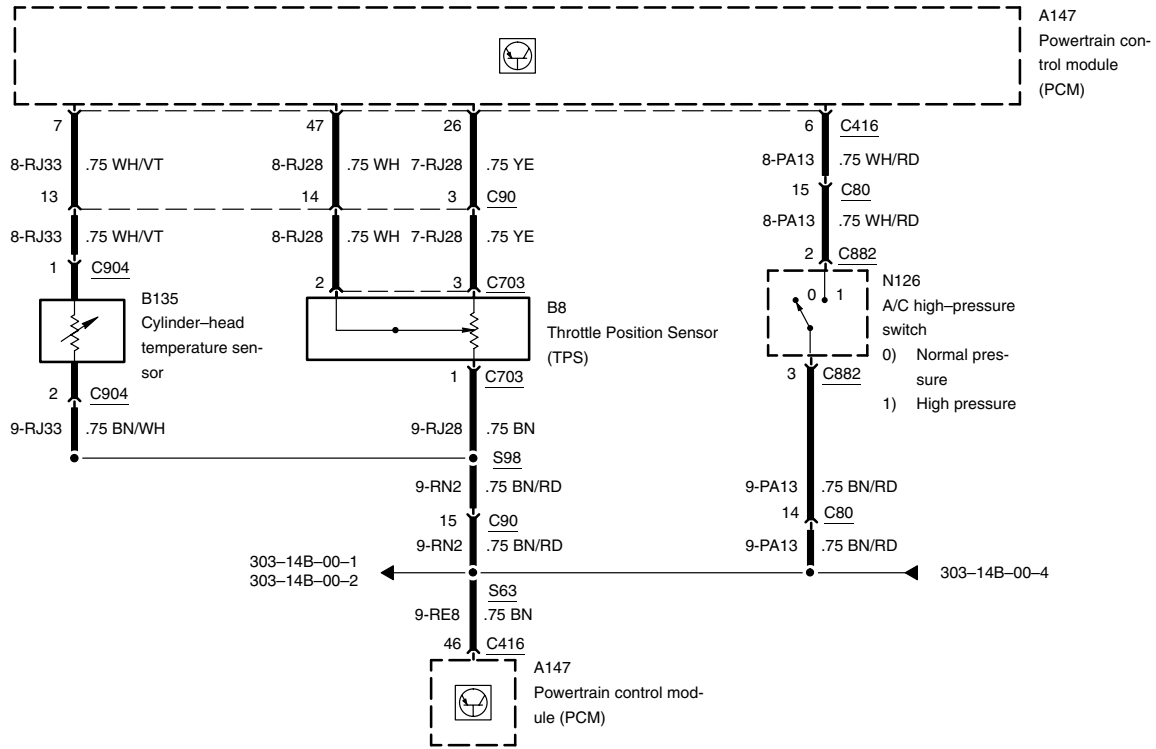 A147
Powertrain con-
trol module
(PCM)
7 47 26 6 C416
8-RJ33 .75 WH/VT 8-RJ28 .75 WH 7-RJ28 .75 YE 8-PA13 .75 WH/RD
15 C80
13 14 3 C90
8-PA13 .75 WH/RD
8-RJ33 .75 WH/VT 8-RJ28 .75 WH 7-RJ28 .75 YE
2 C882
1 C904
2 3 C703
N126
A/C high–pressure
switch
0) Normal pres-
sure
1) High pressure
0 1
B135
Cylinder–head
temperature sen-
sor
B8
Throttle Position Sensor
(TPS)
1 C703
3 C882
2 C904
9-RJ33 .75 BN/WH 9-RJ28 .75 BN
S98
9-RN2 .75 BN/RD 9-PA13 .75 BN/RD
15 C90
14 C80
9-RN2 .75 BN/RD 9-PA13 .75 BN/RD
303–14B–00–1
303–14B–00–2
303–14B–00–4
S63
9-RE8 .75 BN
46 C416
A147
Powertrain control mod-
ule (PCM)